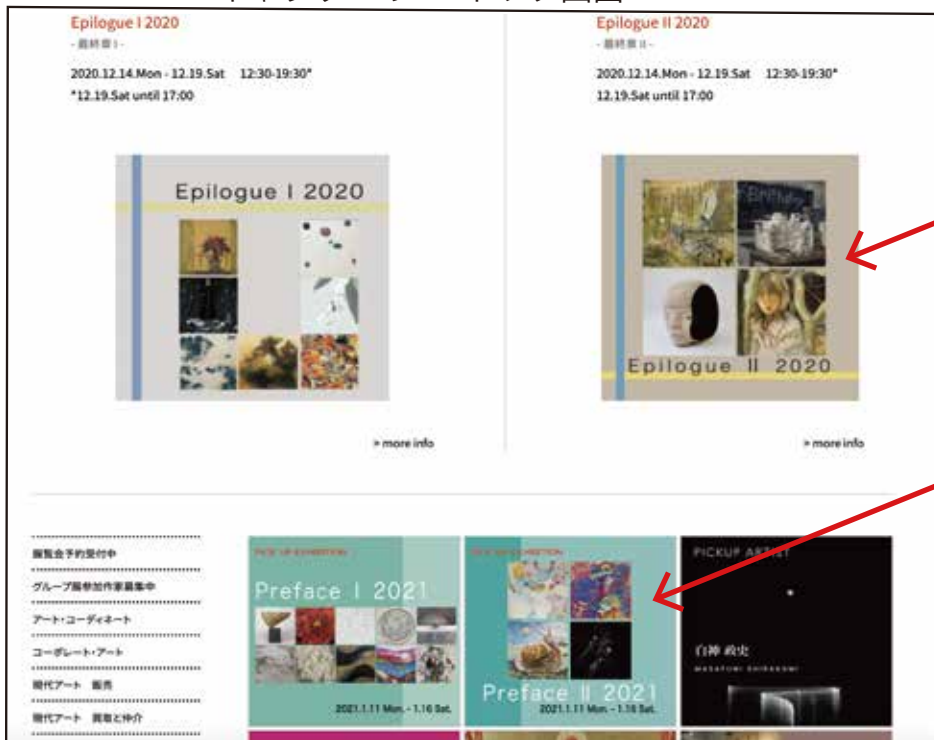 Epilogue I 2020
- 最終章 I -
2020.12.14.Mon - 12.19.Sat 12:30-19:30*
*12.19.Sat until 17:00
Epilogue I 2020
> more info
Epilogue II 2020
- 最終章 II -
2020.12.14.Mon - 12.19.Sat 12:30-19:30*
12.19.Sat until 17:00
Birthday
Epilogue II 2020
> more info
展覧会予約受付中
グループ展参加作家募集中
アート・コーディネート
コーポレート・アート
現代アート 販売
現代アート 買取と仲介
PICK UP EXHIBITION
Preface I 2021
2021.1.11 Mon. - 1.16 Sat.
PICK UP EXHIBITION
Preface II 2021
2021.1.11 Mon. - 1.16 Sat.
PICKUP ARTIST
白神 政史
MASAFUMI SHIRAKAMI